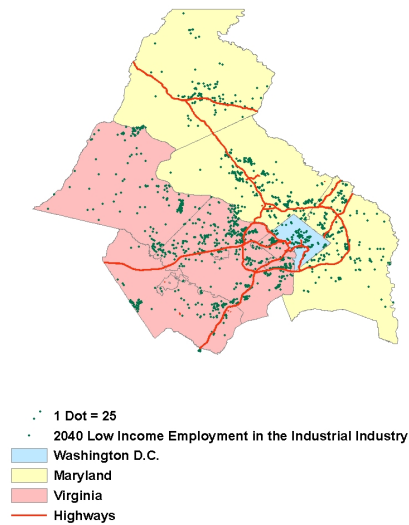 1 Dot = 25
2040 Low Income Employment in the Industrial Industry
Washington D.C.
Maryland
Virginia
Highways